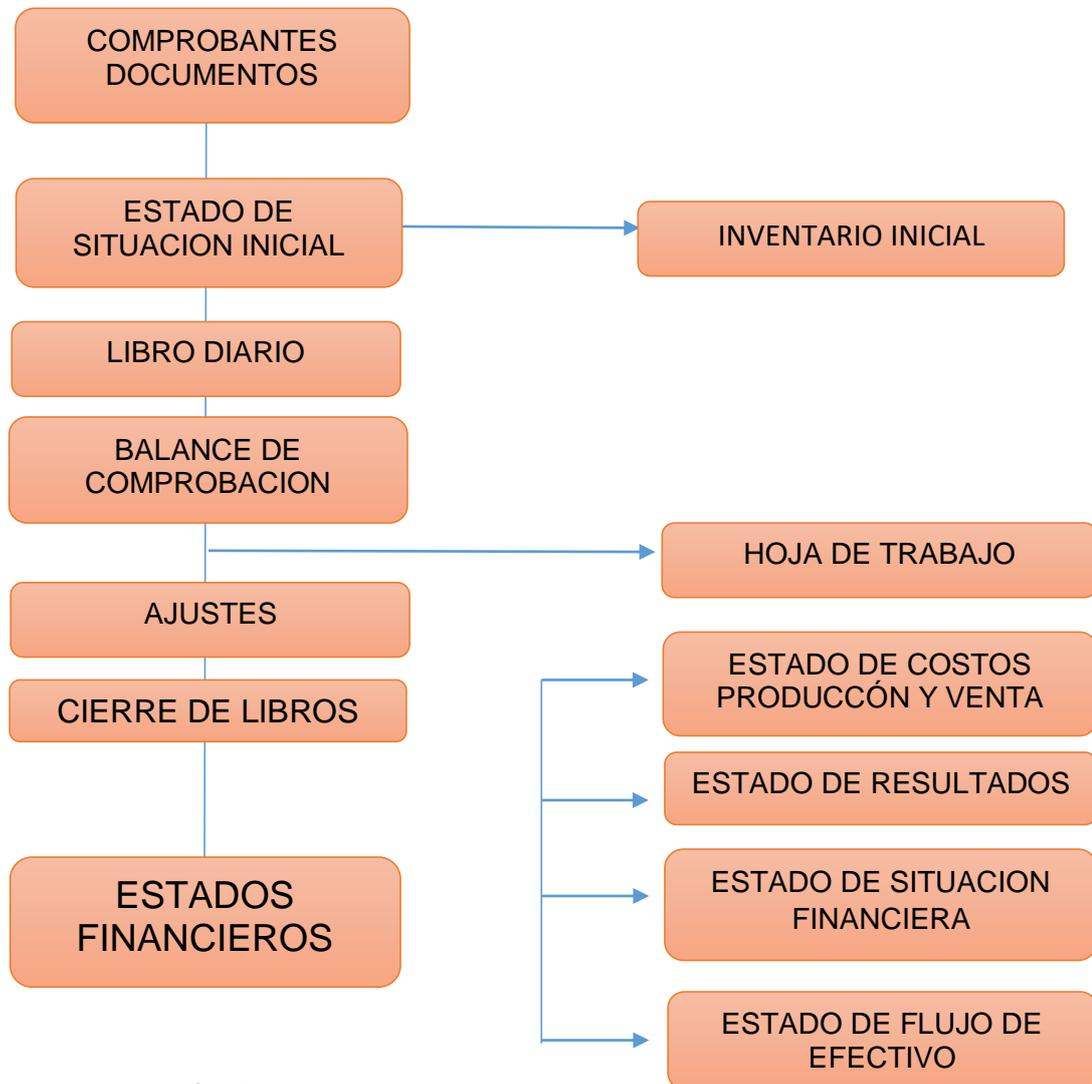 COMPROBANTES
DOCUMENTOS
ESTADO DE
SITUACION INICIAL
INVENTARIO INICIAL
LIBRO DIARIO
BALANCE DE
COMPROBACION
HOJA DE TRABAJO
AJUSTES
ESTADO DE COSTOS
PRODUCCÓN Y VENTA
CIERRE DE LIBROS
ESTADO DE RESULTADOS
ESTADOS
FINANCIEROS
ESTADO DE SITUACION
FINANCIERA
ESTADO DE FLUJO DE
EFECTIVO